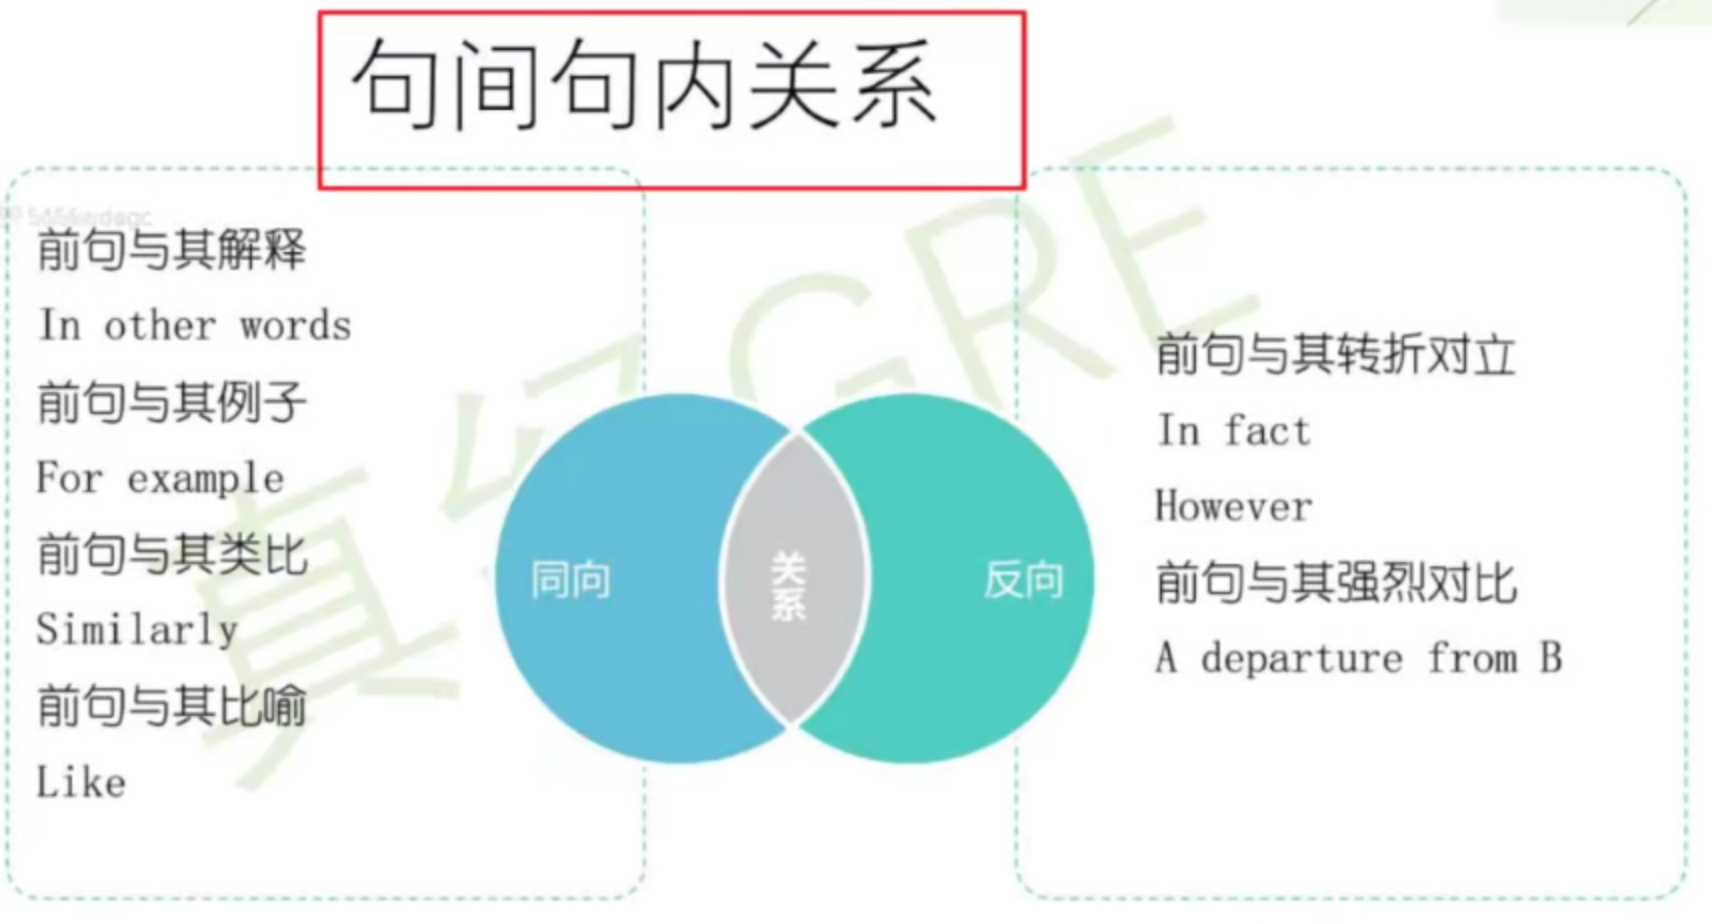 句间句内关系
前句与其解释
In other words
前句与其例子
For example
前句与其类比
Similarly
前句与其比喻
Like
同向
关系
反向
前句与其转折对立
In fact
However
前句与其强烈对比
A departure from B
真经GRE